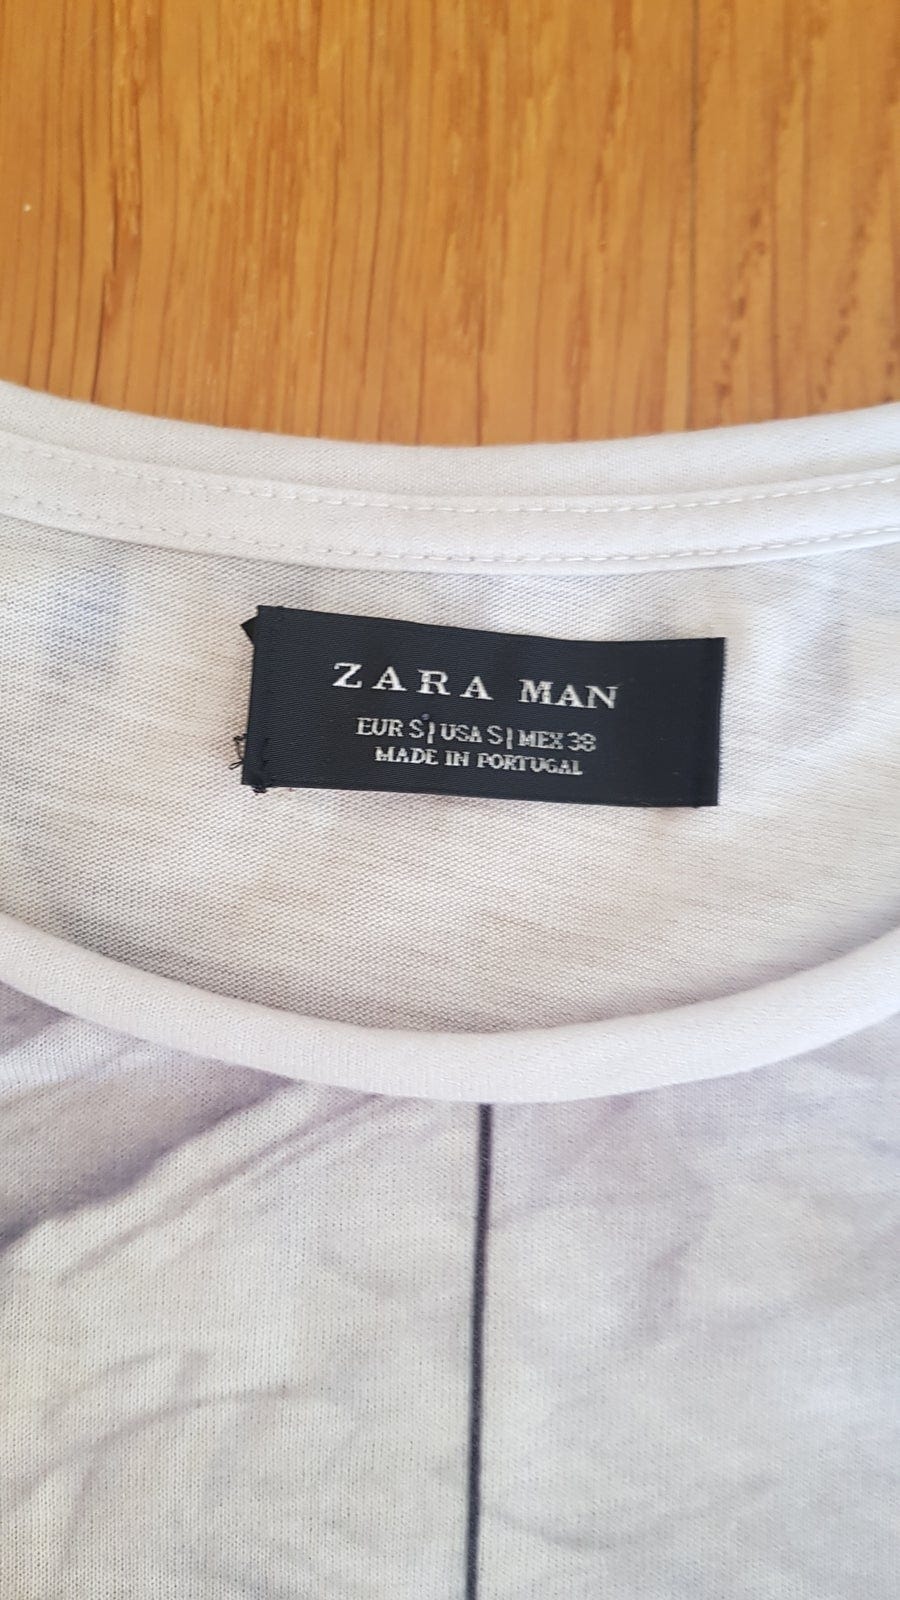 ZARA MAN
EUR S | USA S | MEX 38
MADE IN PORTUGAL